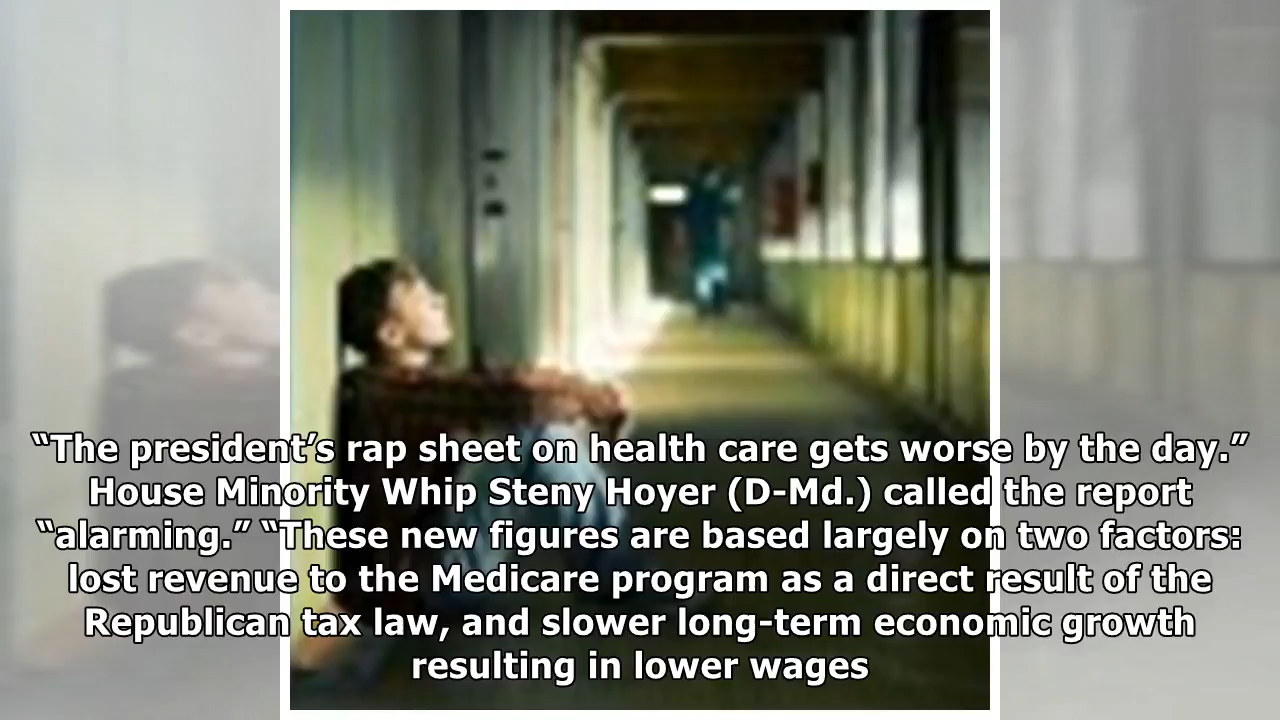 “The president’s rap sheet on health care gets worse by the day.”
House Minority Whip Steny Hoyer (D-Md.) called the report
“alarming.” “These new figures are based largely on two factors:
lost revenue to the Medicare program as a direct result of the
Republican tax law, and slower long-term economic growth
resulting in lower wages